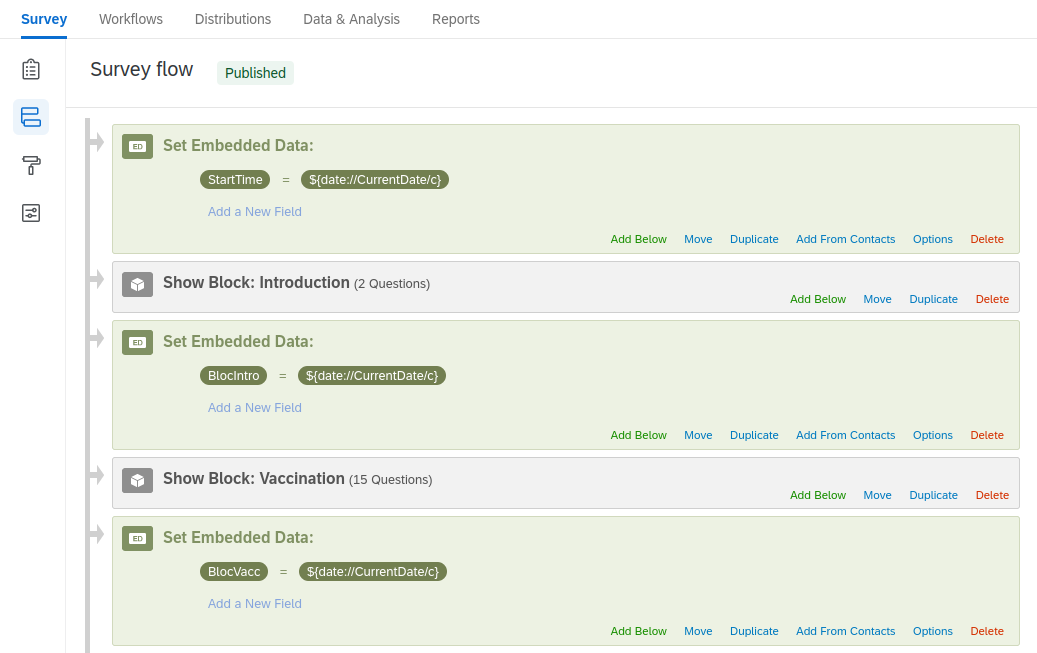 Survey Workflows Distributions Data & Analysis Reports
Survey flow Published
ED Set Embedded Data:
StartTime = ${date://CurrentDate/c}
Add a New Field
Add Below Move Duplicate Add From Contacts Options Delete
Show Block: Introduction (2 Questions)
Add Below Move Duplicate Delete
ED Set Embedded Data:
BlocIntro = ${date://CurrentDate/c}
Add a New Field
Add Below Move Duplicate Add From Contacts Options Delete
Show Block: Vaccination (15 Questions)
Add Below Move Duplicate Delete
ED Set Embedded Data:
BlocVacc = ${date://CurrentDate/c}
Add a New Field
Add Below Move Duplicate Add From Contacts Options Delete